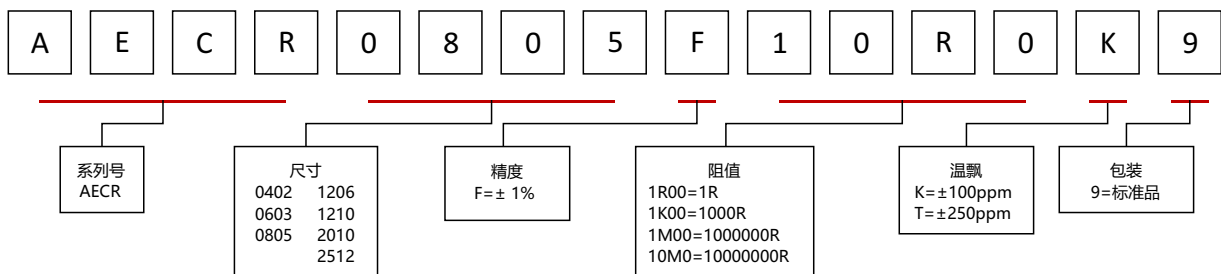 A E C R 0 8 0 5 F 1 0 R 0 K 9
系列号
AECR
尺寸
0402 1206
0603 1210
0805 2010
2512
精度
F=± 1%
阻值
1R00=1R
1K00=1000R
1M00=1000000R
10M0=10000000R
温飘
K=±100ppm
T=±250ppm
包装
9=标准品